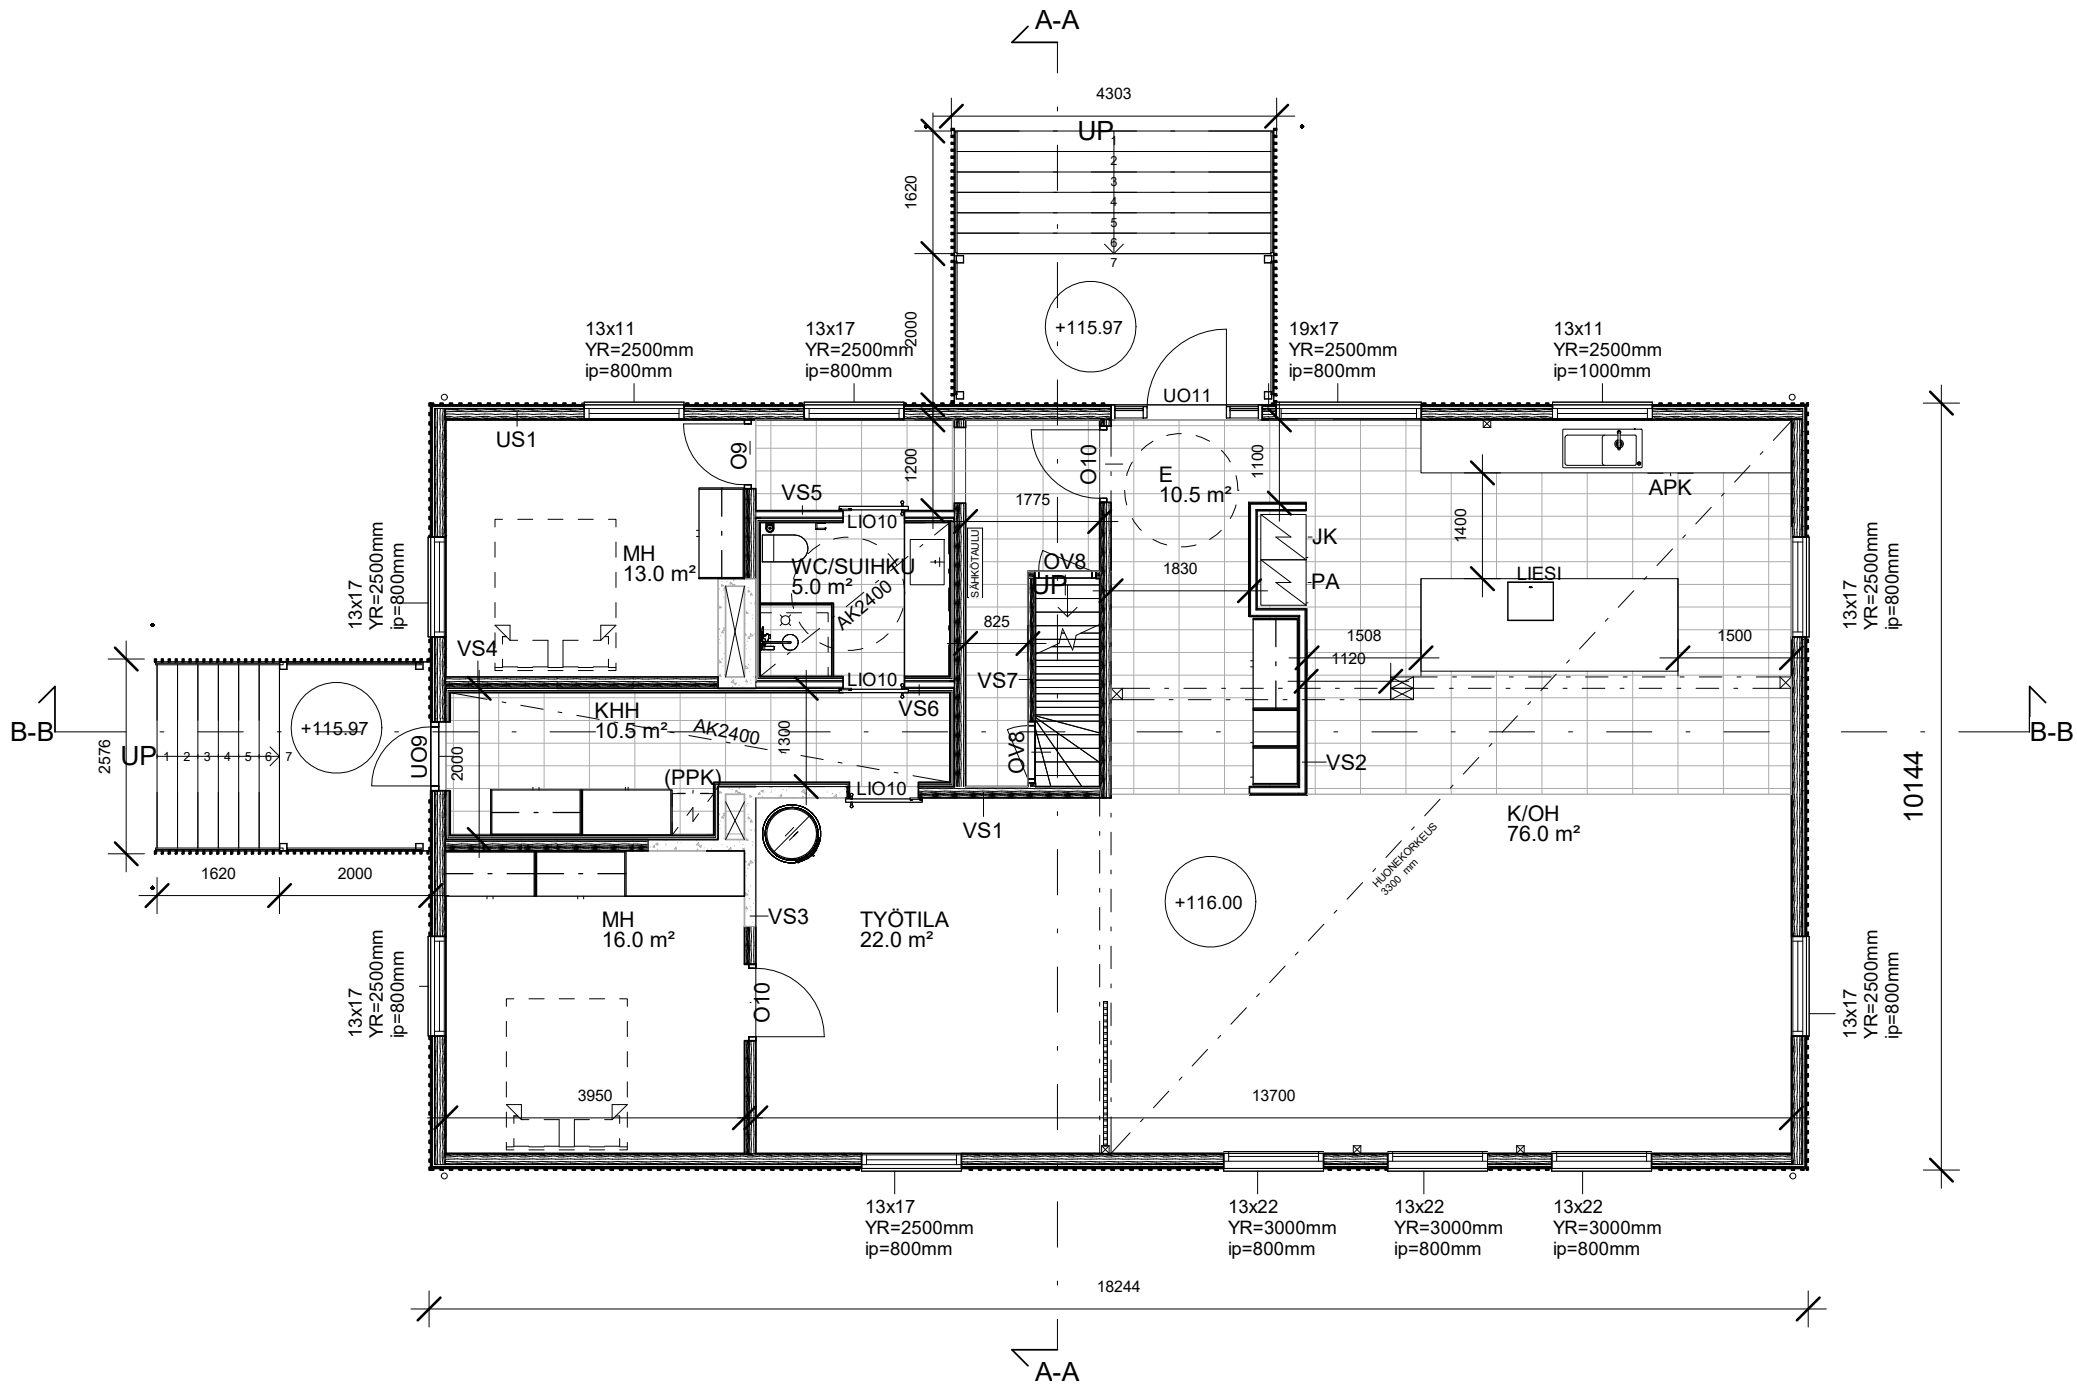 A-A
4303
UP
1
2
3
4
5
6
7
1620
2000
+115.97
13x11
YR=2500mm
ip=800mm
13x17
YR=2500mm
ip=800mm
19x17
YR=2500mm
ip=800mm
13x11
YR=2500mm
ip=1000mm
UO11
US1
O9
1200
O10
E
10.5 m²
1100
APK
VS5
1775
LIO10
SÄHKÖTAULU
1400
JK
MH
13.0 m²
WC/SUIHKU
5.0 m²
AK2400
OV8
UP
1830
PA
LIESI
13x17
YR=2500mm
ip=800mm
13x17
YR=2500mm
ip=800mm
825
1508
1120
1500
VS4
LIO10
VS7
VS6
B-B
2576
UP
1 2 3 4 5 6 7
+115.97
UO9
2000
KHH
10.5 m²
AK2400
1300
OV8
VS2
B-B
(PPK)
LIO10
VS1
K/OH
76.0 m²
10144
HUONEKORKEUS
3300 mm
1620
2000
+116.00
MH
16.0 m²
VS3
TYÖTILA
22.0 m²
13x17
YR=2500mm
ip=800mm
O10
13x17
YR=2500mm
ip=800mm
3950
13700
13x17
YR=2500mm
ip=800mm
13x22
YR=3000mm
ip=800mm
13x22
YR=3000mm
ip=800mm
13x22
YR=3000mm
ip=800mm
18244
A-A